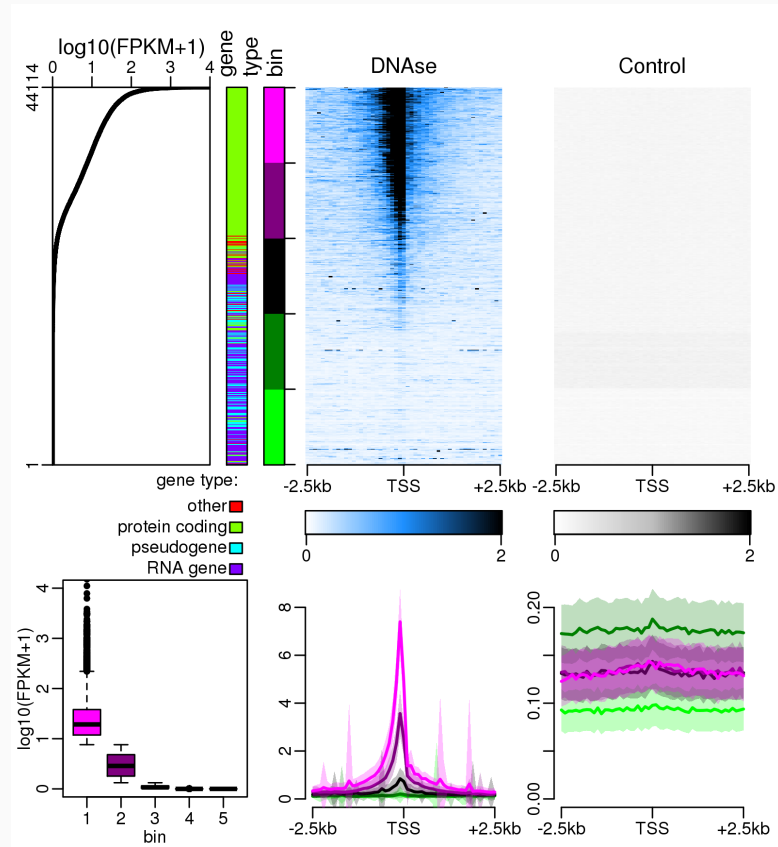 log10(FPKM+1)
0 1 2 3 4
44114
1
gene type
bin
DNAse
Control
-2.5kb TSS +2.5kb
-2.5kb TSS +2.5kb
gene type:
other
protein coding
pseudogene
RNA gene
0 2
0 2
log10(FPKM+1)
4
3
2
1
0
1 2 3 4 5
bin
8
6
4
2
0
-2.5kb TSS +2.5kb
0.20
0.10
0.00
-2.5kb TSS +2.5kb